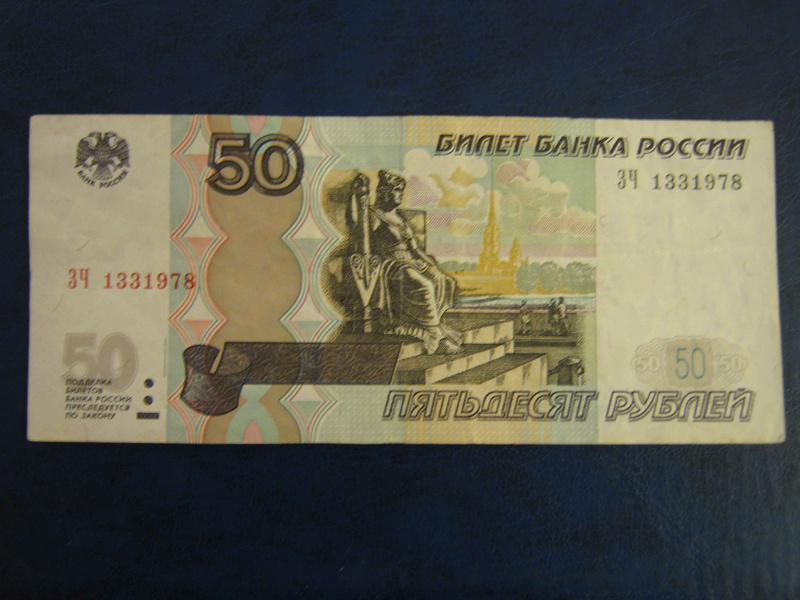 БАНК РОССИИ
50
БИЛЕТ БАНКА РОССИИ
ЗЧ 1331978
ЗЧ 1331978
50
ПОДДЕЛКА
БИЛЕТОВ
БАНКА РОССИИ
ПРЕСЛЕДУЕТСЯ
ПО ЗАКОНУ
50 50 50
ПЯТЬДЕСЯТ РУБЛЕЙ